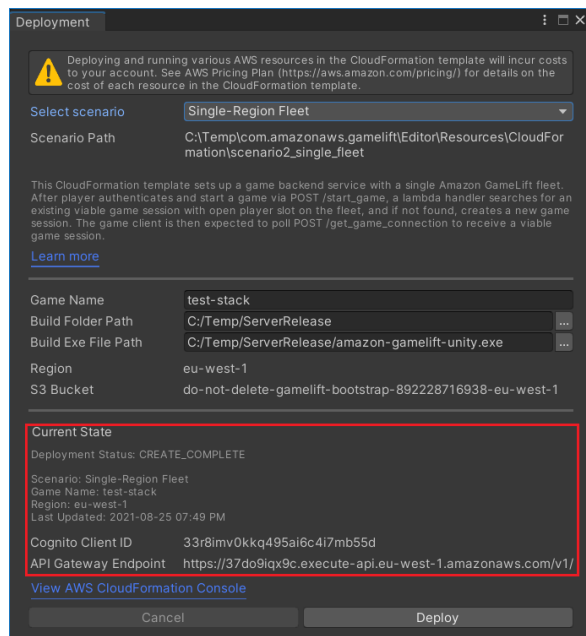 Deployment
Deploying and running various AWS resources in the CloudFormation template will incur costs
to your account. See AWS Pricing Plan (https://aws.amazon.com/pricing/) for details on the
cost of each resource in the CloudFormation template.
Select scenario
Single-Region Fleet
Scenario Path
C:\Temp\com.amazonaws.gamelift\Editor\Resources\CloudFor
mation\scenario2_single_fleet
This CloudFormation template sets up a game backend service with a single Amazon GameLift fleet.
After player authenticates and start a game via POST /start_game, a lambda handler searches for an
existing viable game session with open player slot on the fleet, and if not found, creates a new game
session. The game client is then expected to poll POST /get_game_connection to receive a viable
game session.
Learn more
Game Name
test-stack
Build Folder Path
C:/Temp/ServerRelease
...
Build Exe File Path
C:/Temp/ServerRelease/amazon-gamelift-unity.exe
...
Region
eu-west-1
S3 Bucket
do-not-delete-gamelift-bootstrap-892228716938-eu-west-1
Current State
Deployment Status: CREATE_COMPLETE
Scenario: Single-Region Fleet
Game Name: test-stack
Region: eu-west-1
Last Updated: 2021-08-25 07:49 PM
Cognito Client ID
33r8imv0kkq495ai6c4i7mb55d
API Gateway Endpoint
https://37do9iqx9c.execute-api.eu-west-1.amazonaws.com/v1/
View AWS CloudFormation Console
Cancel
Deploy